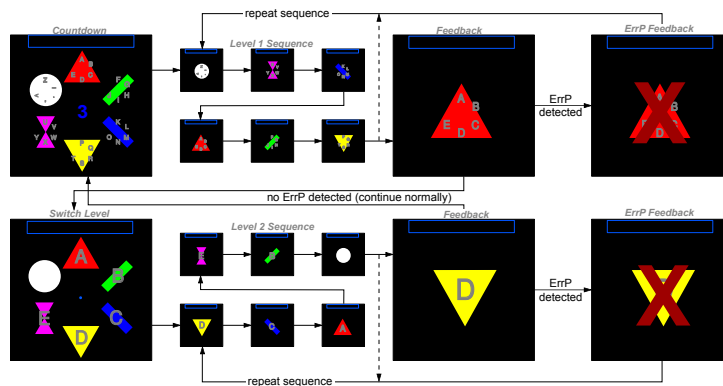 repeat sequence
Countdown
Level 1 Sequence
Feedback
ErrP Feedback
A
B
C
D
E
F
G
H
I
3
Z
U
V
W
X
Y
K
L
M
N
O
P
Q
R
S
T
A
B
C
D
E
ErrP
detected
A
B
C
D
E
no ErrP detected (continue normally)
Switch Level
Level 2 Sequence
Feedback
ErrP Feedback
A
B
C
D
E
E
B
D
C
A
D
ErrP
detected
repeat sequence